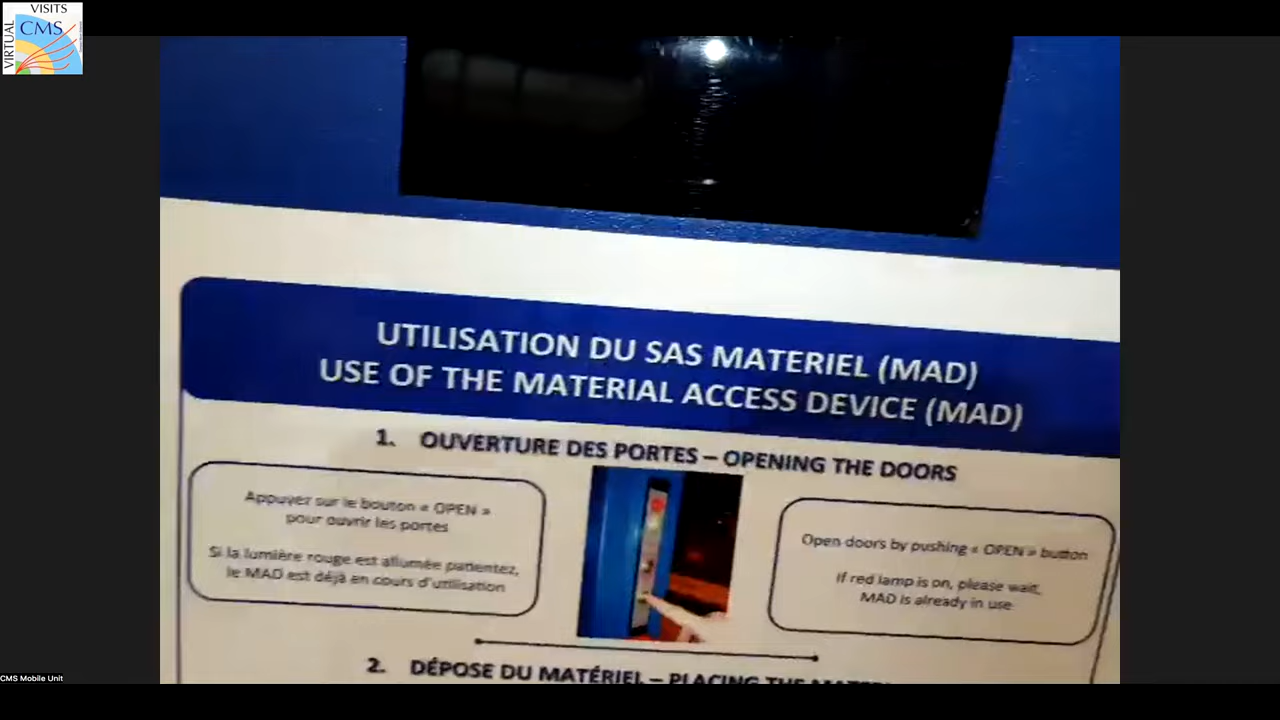 VISITS
CMS
VIRTUAL
UTILISATION DU SAS MATERIEL (MAD)
USE OF THE MATERIAL ACCESS DEVICE (MAD)
1. OUVERTURE DES PORTES – OPENING THE DOORS
Appuyez sur le bouton « OPEN »
pour ouvrir les portes
Si la lumière rouge est allumée patientez,
le MAD est déjà en cours d'utilisation
Open doors by pushing « OPEN » button
If red lamp is on, please wait,
MAD is already in use
2. DÉPOSE DU MATÉRIEL – PLACING THE
CMS Mobile Unit